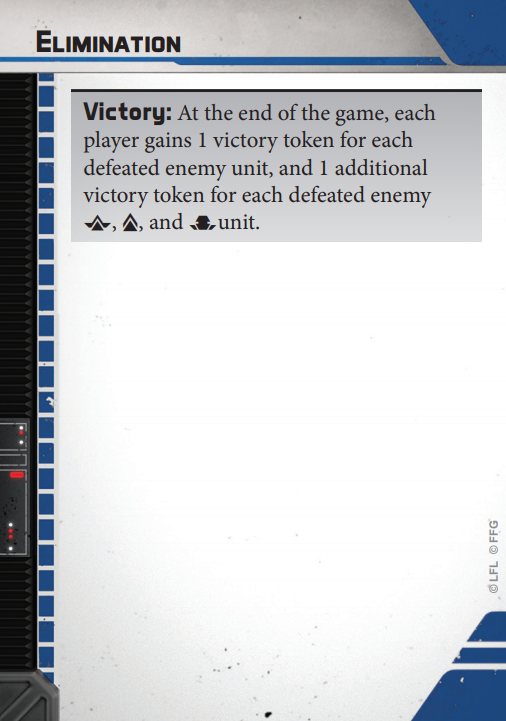 ELIMINATION
Victory: At the end of the game, each
player gains 1 victory token for each
defeated enemy unit, and 1 additional
victory token for each defeated enemy
, , and unit.
© LFL © FFG